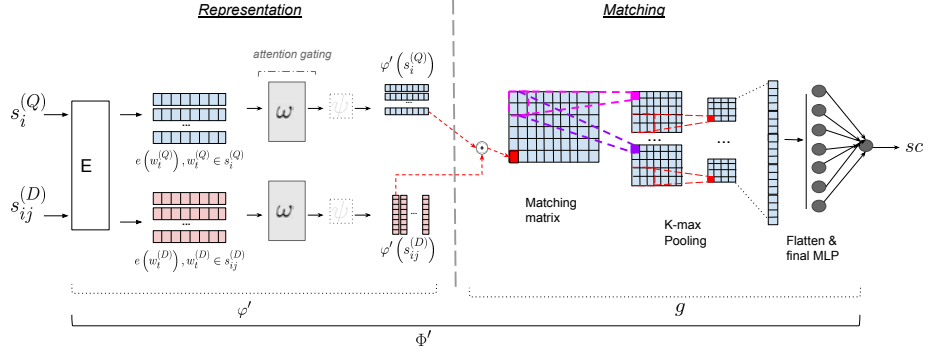 Representation
Matching
attention gating
φ′ (s_i^(Q))
s_i^(Q)
ω
ψ
...
...
E
e (w_t^(Q)), w_t^(Q) ∈ s_i^(Q)
...
...
sc
s_ij^(D)
...
ω
ψ
...
Matching
matrix
K-max
Pooling
Flatten &
final MLP
e (w_t^(D)), w_t^(D) ∈ s_ij^(D)
φ′ (s_ij^(D))
φ′
g
Φ′